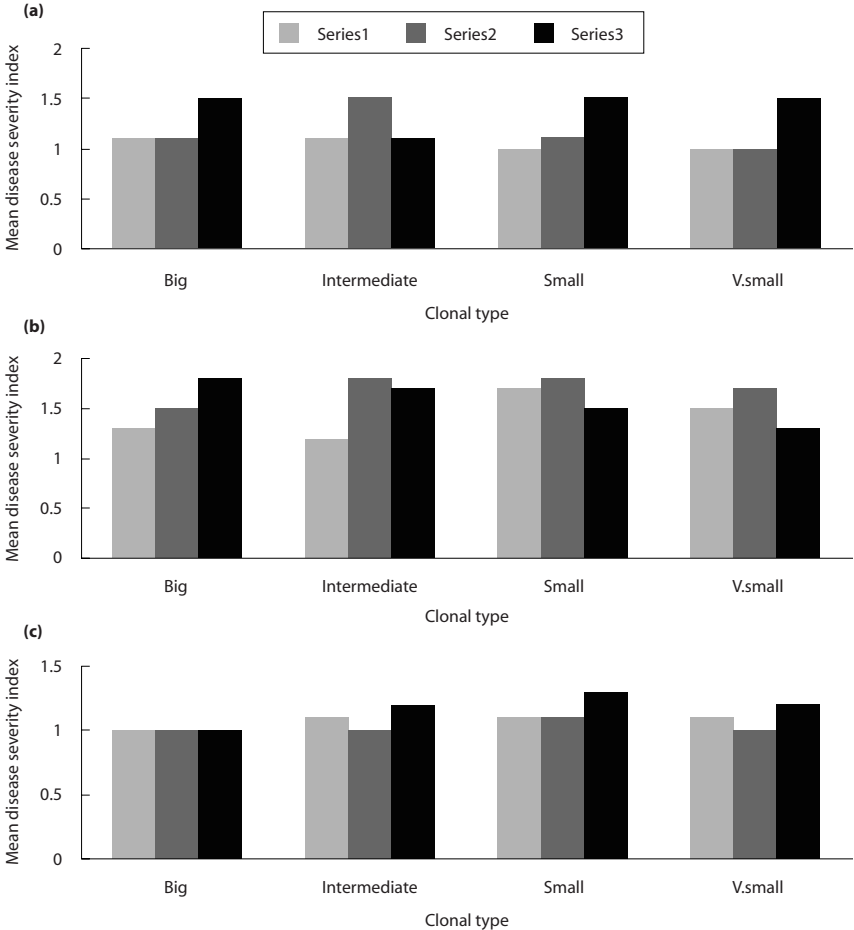 (a)
Series1 Series2 Series3
Mean disease severity index
2
1.5
1
0.5
0
Big Intermediate Small V.small
Clonal type
(b)
Mean disease severity index
2
1.5
1
0.5
0
Big Intermediate Small V.small
Clonal type
(c)
Mean disease severity index
1.5
1
0.5
0
Big Intermediate Small V.small
Clonal type